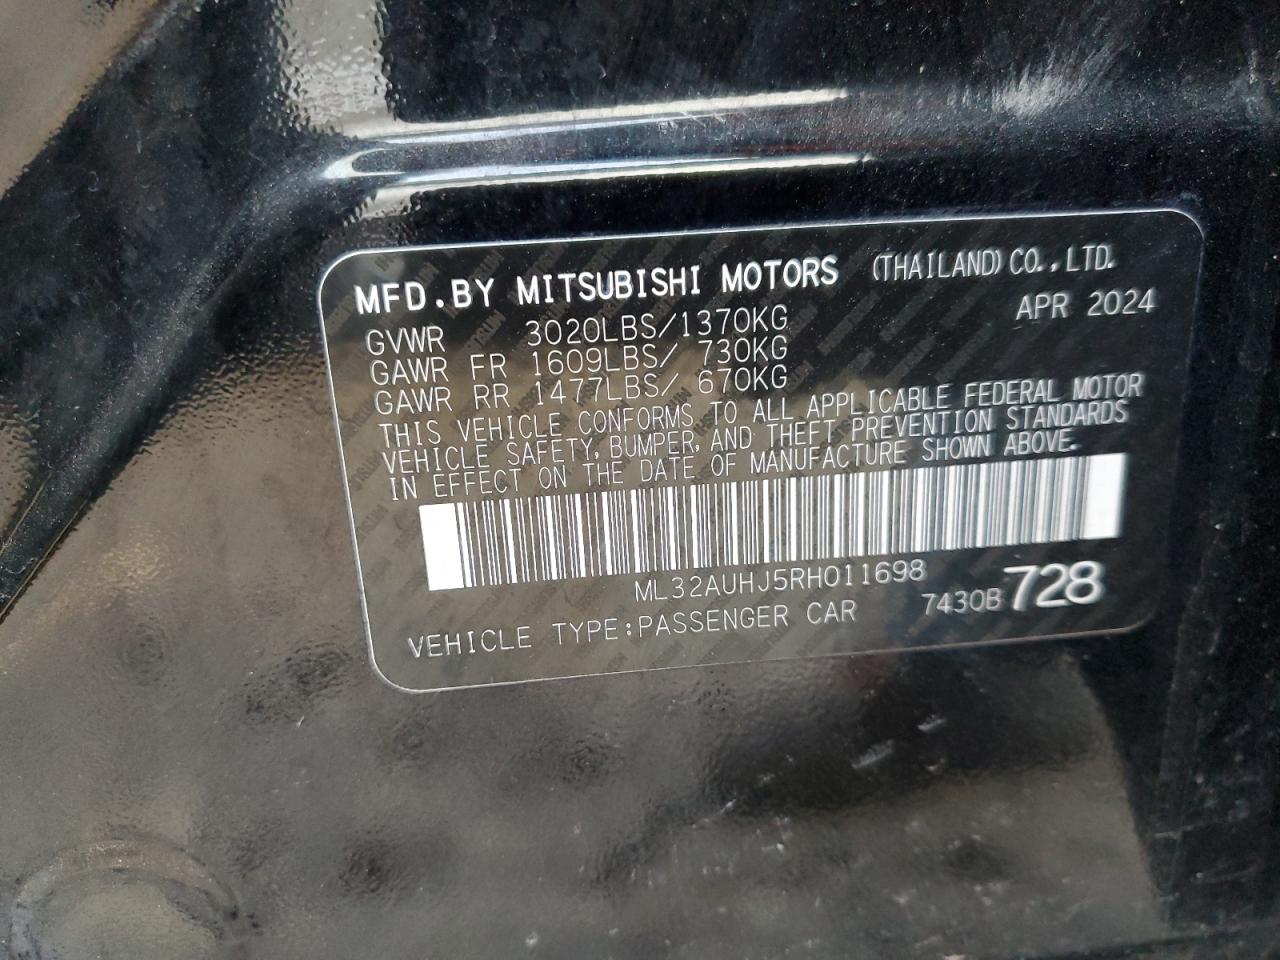 MFD.BY MITSUBISHI MOTORS (THAILAND) CO.,LTD.
APR 2024
GVWR 3020LBS/1370KG
GAWR FR 1609LBS/ 730KG
GAWR RR 1477LBS/ 670KG
THIS VEHICLE CONFORMS TO ALL APPLICABLE FEDERAL MOTOR
VEHICLE SAFETY, BUMPER, AND THEFT PREVENTION STANDARDS
IN EFFECT ON THE DATE OF MANUFACTURE SHOWN ABOVE.
ML32AUHJ5RH011698
VEHICLE TYPE:PASSENGER CAR 7430B 728